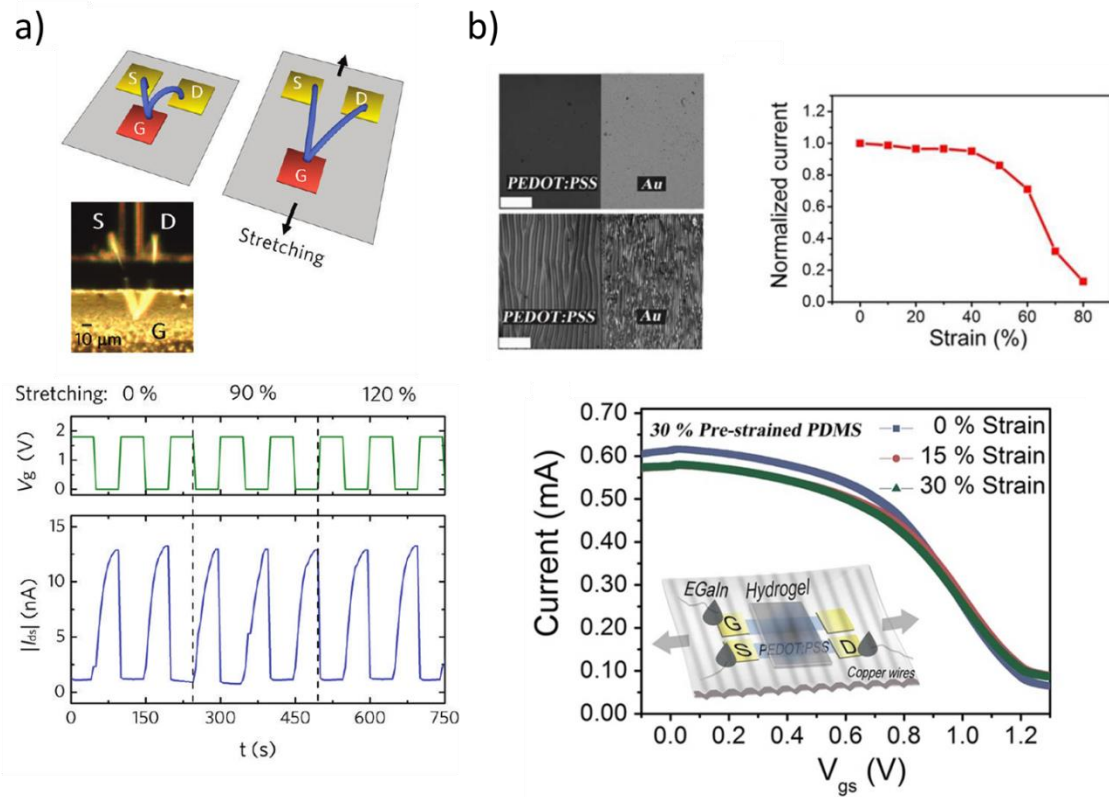 a)
S
D
G
S
D
G
Stretching
S
D
10 μm
G
Stretching: 0 %
90 %
120 %
Vg (V)
2
1
0
|Ids| (nA)
15
10
5
0
0
150
300
450
600
750
t (s)
b)
PEDOT:PSS
Au
PEDOT:PSS
Au
Normalized current
1.2
1.0
0.8
0.6
0.4
0.2
0.0
0
20
40
60
80
Strain (%)
30 % Pre-strained PDMS
0 % Strain
15 % Strain
30 % Strain
Current (mA)
0.70
0.60
0.50
0.40
0.30
0.20
0.10
0.00
EGaIn
Hydrogel
G
S
PEDOT:PSS
D
Copper wires
0.0
0.2
0.4
0.6
0.8
1.0
1.2
Vgs (V)